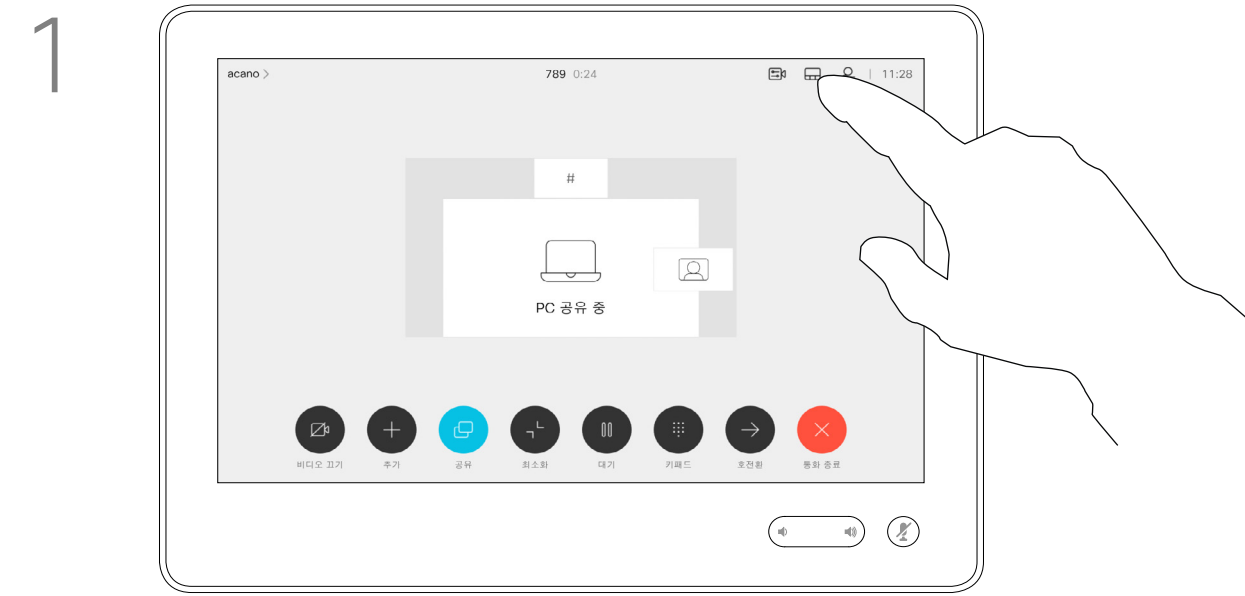 1
acano >
789 0:24
11:28
#
PC 공유 중
비디오 끄기
추가
공유
최소화
대기
키패드
호전환
통화 종료